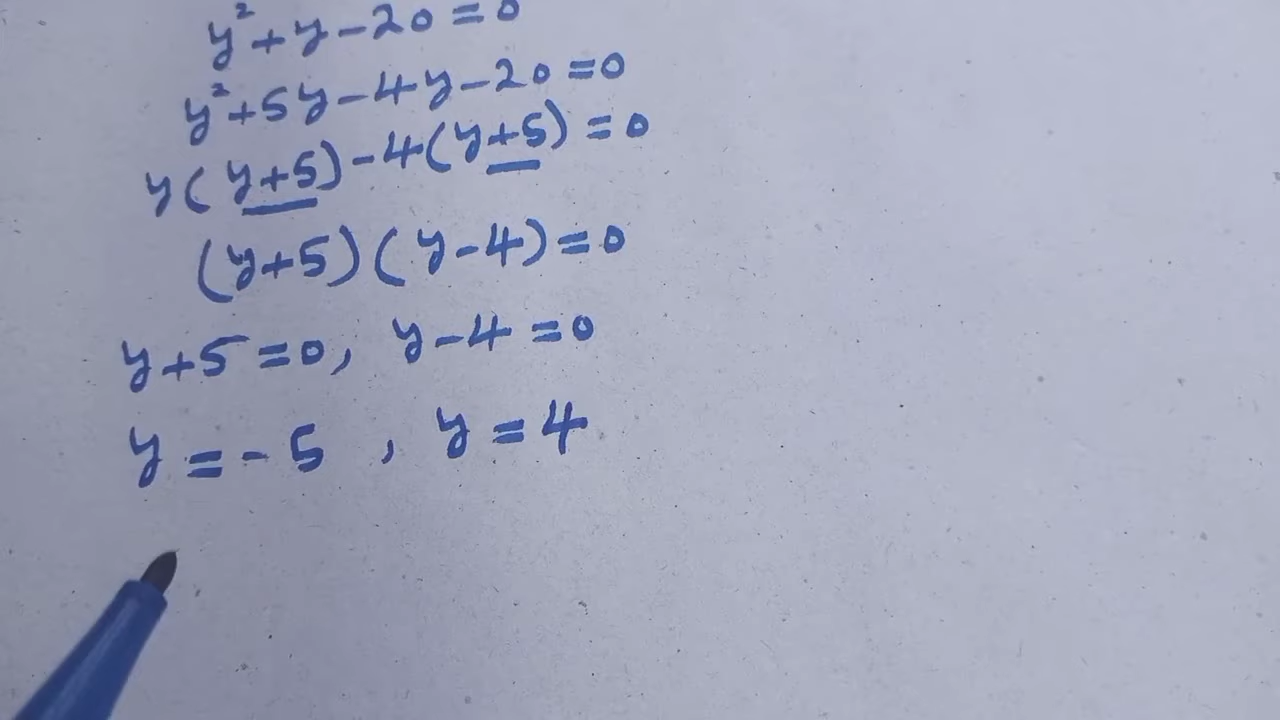 y²+y-20=0
y²+5y-4y-20=0
y(y+5)-4(y+5)=0
(y+5)(y-4)=0
y+5=0, y-4=0
y=-5, y=4